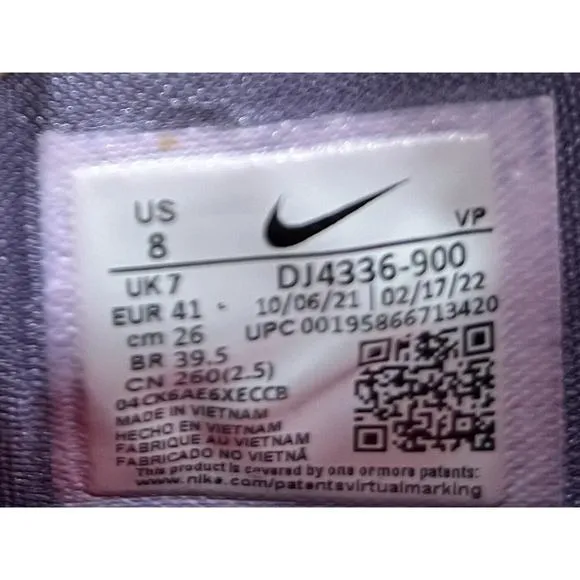 US
8
VP
UK 7
DJ4336-900
EUR 41
10/06/21 | 02/17/22
cm 26
UPC 00195866713420
BR 39.5
CN 260(2.5)
04CK6AE6XECCB
MADE IN VIETNAM
HECHO EN VIETNAM
FABRIQUE AU VIETNAM
FABRICADO NO VIETNÃ
This product is covered by one or more patents:
www.nike.com/patentsvirtualmarking